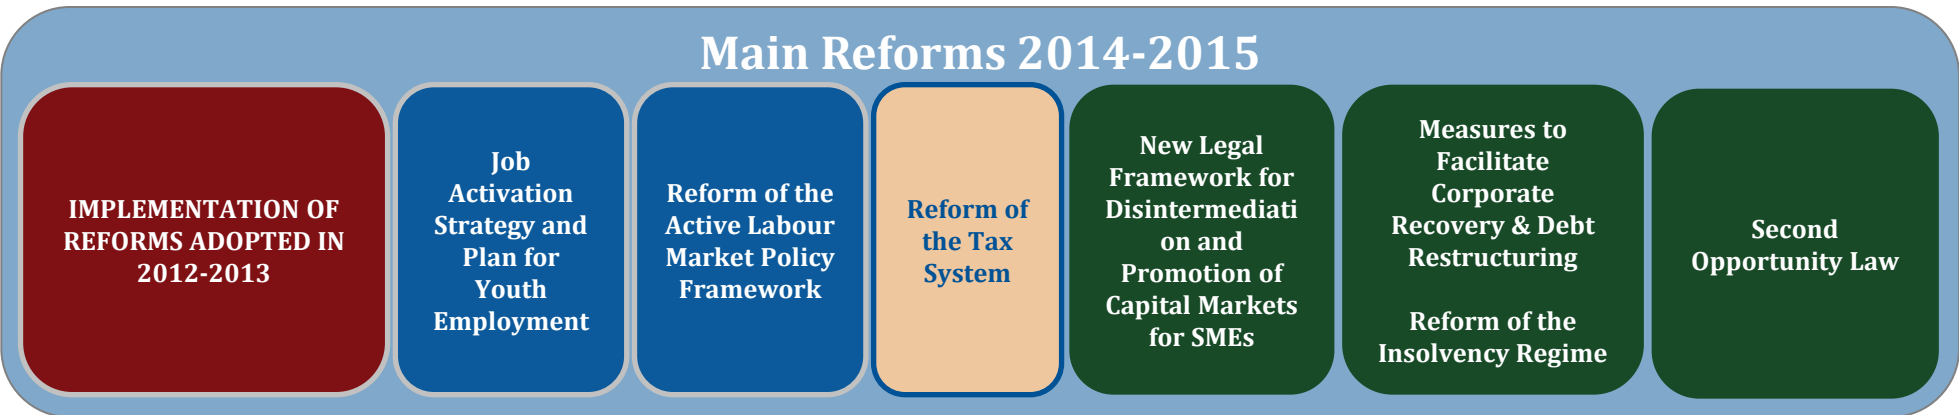 Main Reforms 2014-2015
IMPLEMENTATION OF
REFORMS ADOPTED IN
2012-2013
Job
Activation
Strategy and
Plan for
Youth
Employment
Reform of the
Active Labour
Market Policy
Framework
Reform of
the Tax
System
New Legal
Framework for
Disintermediati
on and
Promotion of
Capital Markets
for SMEs
Measures to
Facilitate
Corporate
Recovery & Debt
Restructuring
Reform of the
Insolvency Regime
Second
Opportunity Law